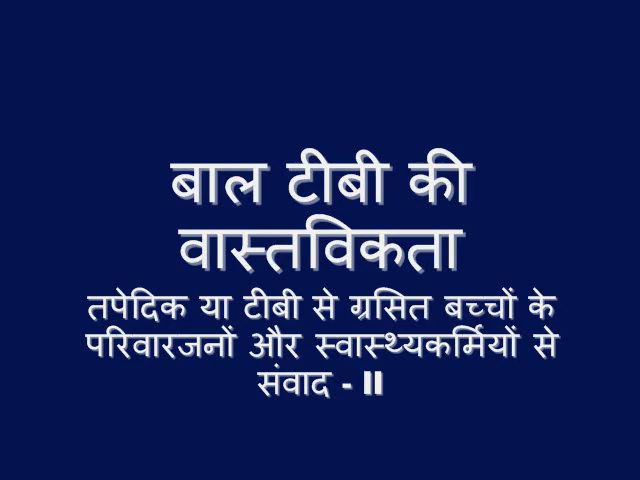 बाल टीबी की
वास्तविकता
तपेदिक या टीबी से ग्रसित बच्चों के
परिवारजनों और स्वास्थ्यकर्मियों से
संवाद - II